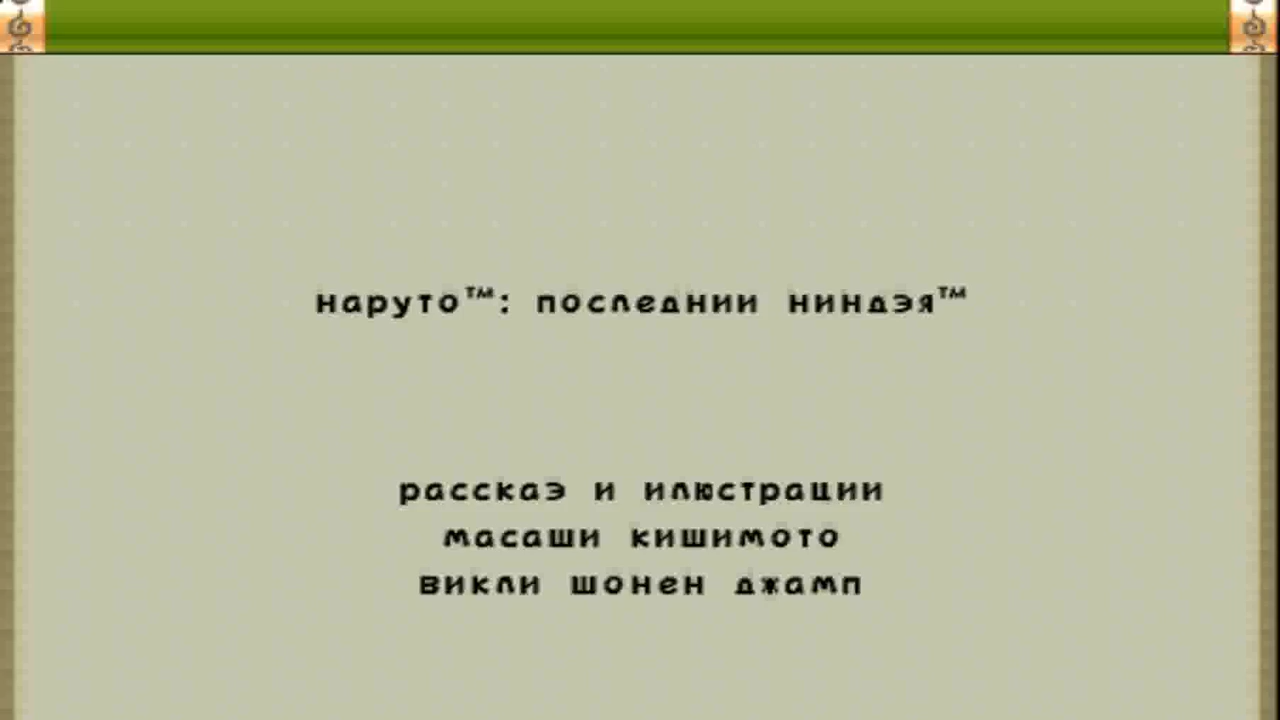 наруто™: последнии ниндэя™
рассказ и илюстрации
масаши кишимото
викли шонен джамп